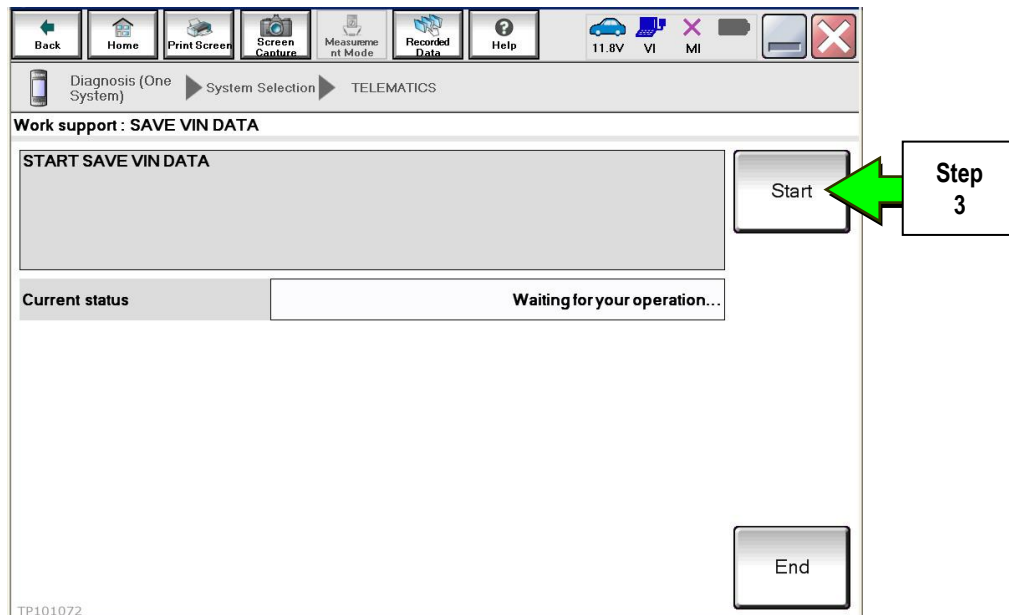 Back
Home
Print Screen
Screen
Capture
Measureme
nt Mode
Recorded
Data
Help
11.8V
VI
MI
Diagnosis (One
System)
System Selection
TELEMATICS
Work support : SAVE VIN DATA
START SAVE VIN DATA
Start
Step
3
Current status
Waiting for your operation...
End
TP101072